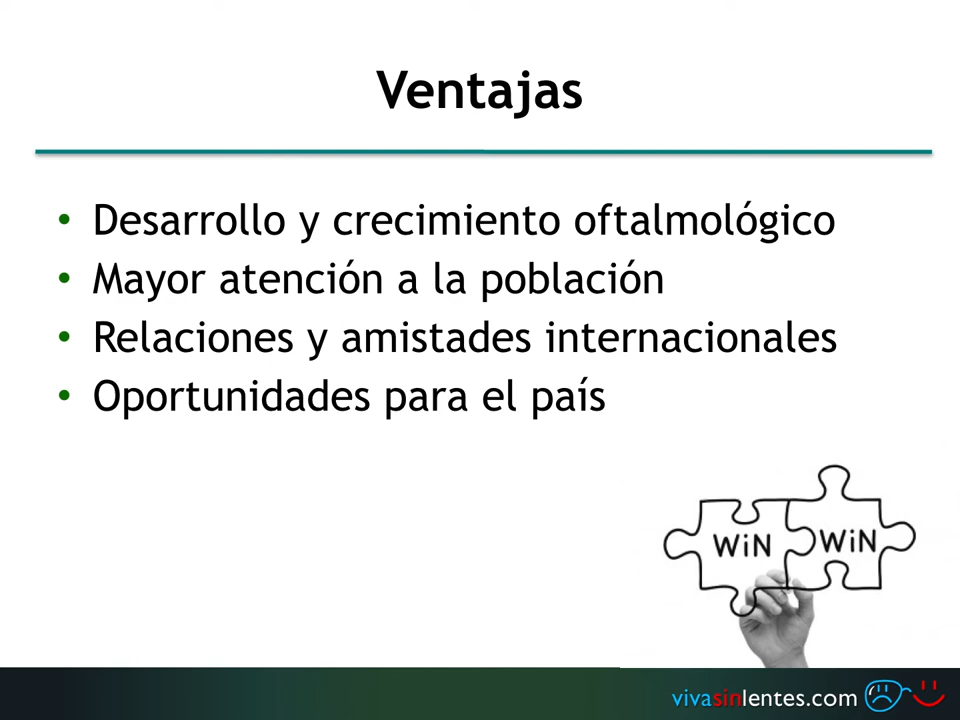 Ventajas
• Desarrollo y crecimiento oftalmológico
• Mayor atención a la población
• Relaciones y amistades internacionales
• Oportunidades para el país
WiN WiN
vivasinlentes.com